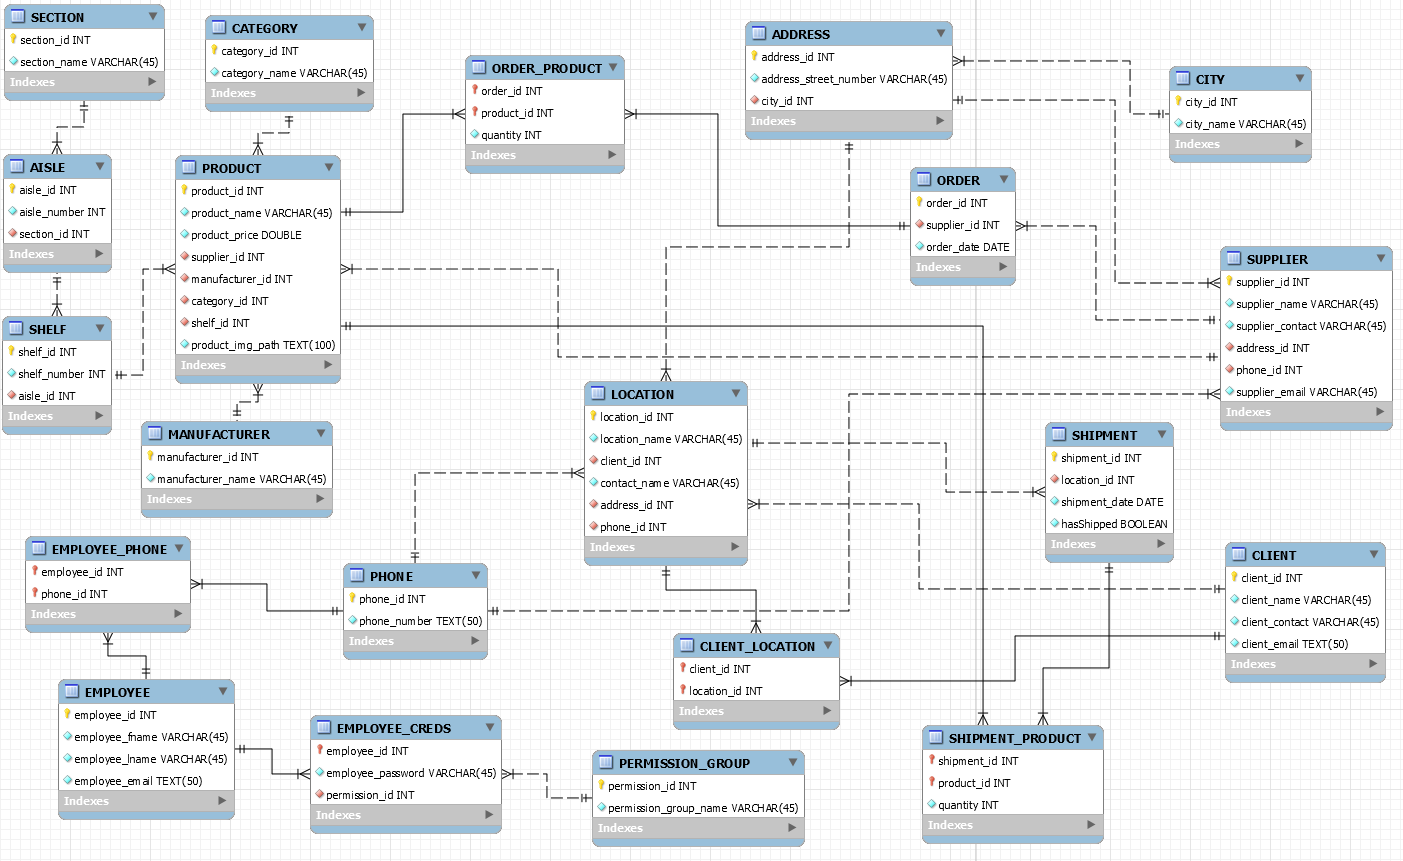 SECTION
section_id INT
section_name VARCHAR(45)
Indexes
CATEGORY
category_id INT
category_name VARCHAR(45)
Indexes
ORDER_PRODUCT
order_id INT
product_id INT
quantity INT
Indexes
ADDRESS
address_id INT
address_street_number VARCHAR(45)
city_id INT
Indexes
CITY
city_id INT
city_name VARCHAR(45)
Indexes
AISLE
aisle_id INT
aisle_number INT
section_id INT
Indexes
PRODUCT
product_id INT
product_name VARCHAR(45)
product_price DOUBLE
supplier_id INT
manufacturer_id INT
category_id INT
shelf_id INT
product_img_path TEXT(100)
Indexes
ORDER
order_id INT
supplier_id INT
order_date DATE
Indexes
SUPPLIER
supplier_id INT
supplier_name VARCHAR(45)
supplier_contact VARCHAR(45)
address_id INT
phone_id INT
supplier_email VARCHAR(45)
Indexes
SHELF
shelf_id INT
shelf_number INT
aisle_id INT
Indexes
MANUFACTURER
manufacturer_id INT
manufacturer_name VARCHAR(45)
Indexes
LOCATION
location_id INT
location_name VARCHAR(45)
client_id INT
contact_name VARCHAR(45)
address_id INT
phone_id INT
Indexes
SHIPMENT
shipment_id INT
location_id INT
shipment_date DATE
hasShipped BOOLEAN
Indexes
EMPLOYEE_PHONE
employee_id INT
phone_id INT
Indexes
PHONE
phone_id INT
phone_number TEXT(50)
Indexes
CLIENT
client_id INT
client_name VARCHAR(45)
client_contact VARCHAR(45)
client_email TEXT(50)
Indexes
CLIENT_LOCATION
client_id INT
location_id INT
Indexes
EMPLOYEE
employee_id INT
employee_fname VARCHAR(45)
employee_lname VARCHAR(45)
employee_email TEXT(50)
Indexes
EMPLOYEE_CREDS
employee_id INT
employee_password VARCHAR(45)
permission_id INT
Indexes
PERMISSION_GROUP
permission_id INT
permission_group_name VARCHAR(45)
Indexes
SHIPMENT_PRODUCT
shipment_id INT
product_id INT
quantity INT
Indexes